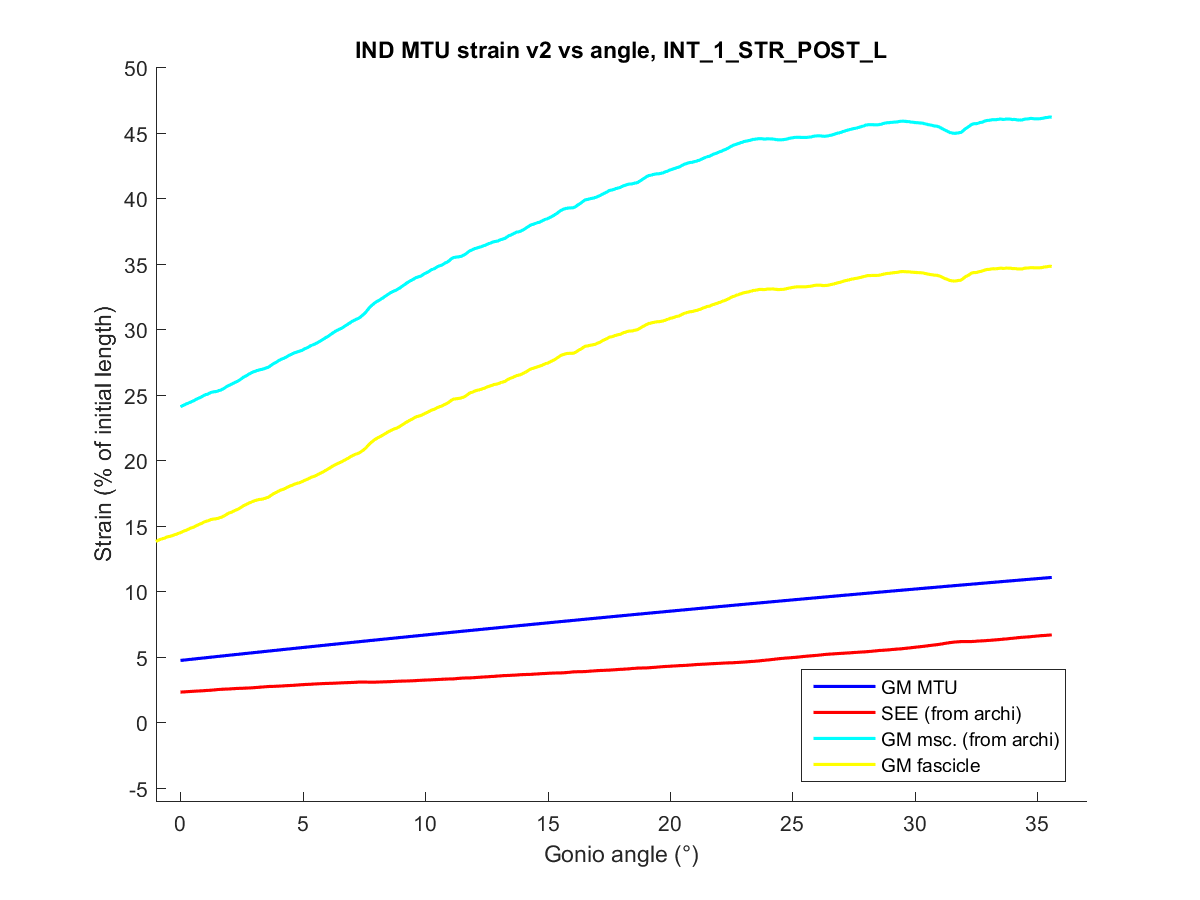 IND MTU strain v2 vs angle, INT_1_STR_POST_L
50
45
40
35
30
25
20
15
10
5
0
-5
Strain (% of initial length)
0 5 10 15 20 25 30 35
Gonio angle (°)
GM MTU
SEE (from archi)
GM msc. (from archi)
GM fascicle